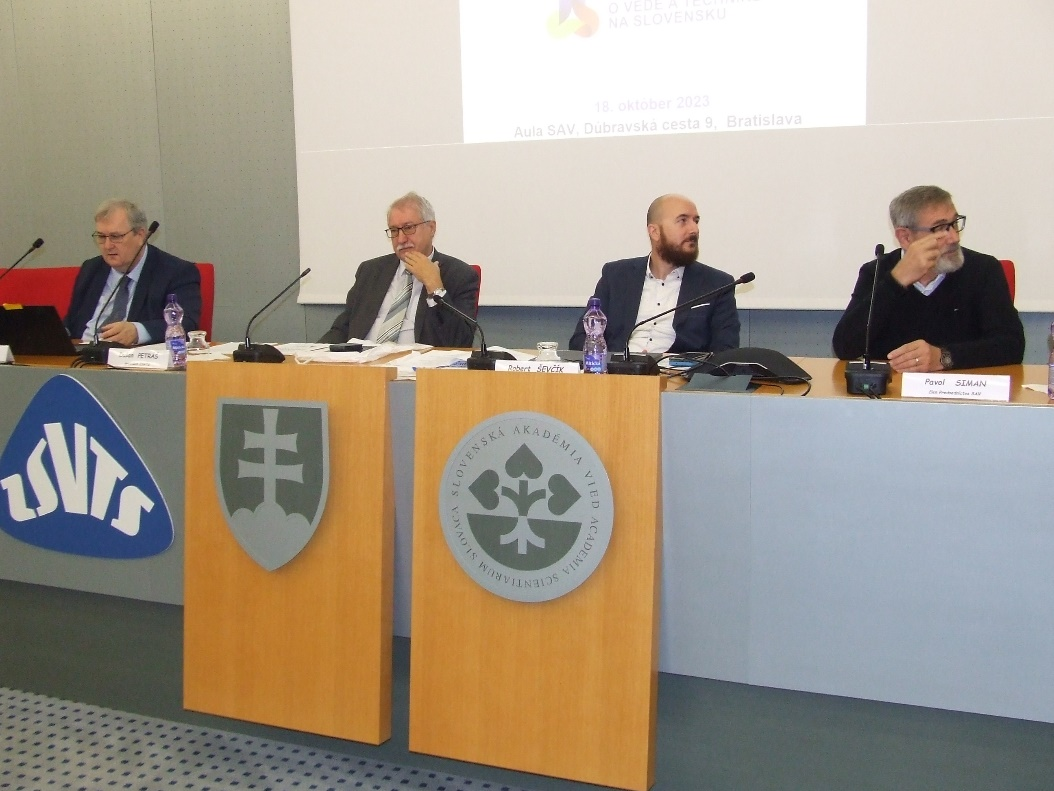 O VEDE A TECHNIKE
NA SLOVENSKU
18. október 2023
Aula SAV, Dúbravská cesta 9, Bratislava
PETRÁŠ
Robert ŠEVČÍK
Pavol SIMAN
ZSVTS
SLOVENSKÁ AKADÉMIA VIED ACADEMIA SCIENTIARUM SLOVACA